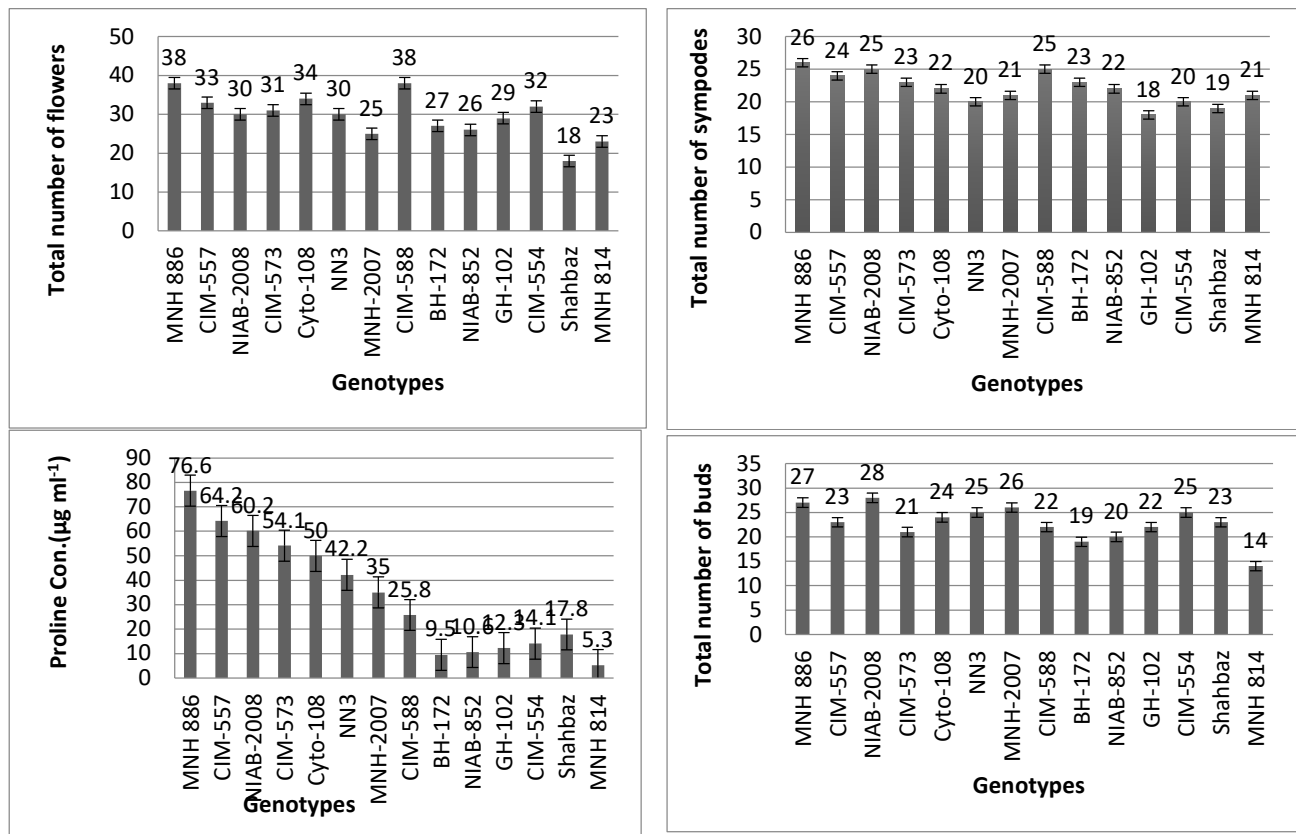 Total number of flowers
50
40
30
20
10
0
38
33
30
31
34
30
25
38
27
26
29
32
18
23
MNH 886
CIM-557
NIAB-2008
CIM-573
Cyto-108
NN3
MNH-2007
CIM-588
BH-172
NIAB-852
GH-102
CIM-554
Shahbaz
MNH 814
Genotypes
Total number of sympodes
30
25
20
15
10
5
0
26
24
25
23
22
20
21
25
23
22
18
20
19
21
MNH 886
CIM-557
NIAB-2008
CIM-573
Cyto-108
NN3
MNH-2007
CIM-588
BH-172
NIAB-852
GH-102
CIM-554
Shahbaz
MNH 814
Genotypes
Proline Con.(µg ml⁻¹)
90
80
70
60
50
40
30
20
10
0
76.6
64.2
60.2
54.1
50
42.2
35
25.8
9.5
10.6
12.3
14.1
17.8
5.3
MNH 886
CIM-557
NIAB-2008
CIM-573
Cyto-108
NN3
MNH-2007
CIM-588
BH-172
NIAB-852
GH-102
CIM-554
Shahbaz
MNH 814
Genotypes
Total number of buds
35
30
25
20
15
10
5
0
27
23
28
21
24
25
26
22
19
20
22
25
23
14
MNH 886
CIM-557
NIAB-2008
CIM-573
Cyto-108
NN3
MNH-2007
CIM-588
BH-172
NIAB-852
GH-102
CIM-554
Shahbaz
MNH 814
Genotypes